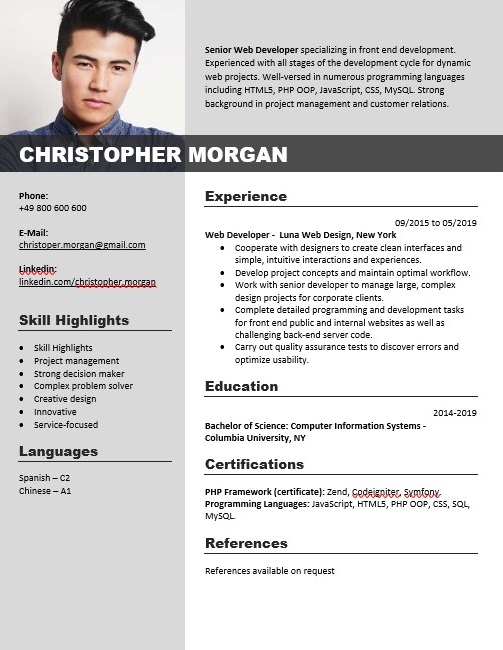 Senior Web Developer specializing in front end development.
Experienced with all stages of the development cycle for dynamic
web projects. Well-versed in numerous programming languages
including HTML5, PHP OOP, JavaScript, CSS, MySQL. Strong
background in project management and customer relations.
CHRISTOPHER MORGAN
Phone:
+49 800 600 600
E-Mail:
christoper.morgan@gmail.com
Linkedin:
linkedin.com/christopher.morgan
Skill Highlights
• Skill Highlights
• Project management
• Strong decision maker
• Complex problem solver
• Creative design
• Innovative
• Service-focused
Languages
Spanish – C2
Chinese – A1
Experience
09/2015 to 05/2019
Web Developer - Luna Web Design, New York
• Cooperate with designers to create clean interfaces and
simple, intuitive interactions and experiences.
• Develop project concepts and maintain optimal workflow.
• Work with senior developer to manage large, complex
design projects for corporate clients.
• Complete detailed programming and development tasks
for front end public and internal websites as well as
challenging back-end server code.
• Carry out quality assurance tests to discover errors and
optimize usability.
Education
2014-2019
Bachelor of Science: Computer Information Systems -
Columbia University, NY
Certifications
PHP Framework (certificate): Zend, Codeigniter, Symfony.
Programming Languages: JavaScript, HTML5, PHP OOP, CSS, SQL,
MySQL.
References
References available on request